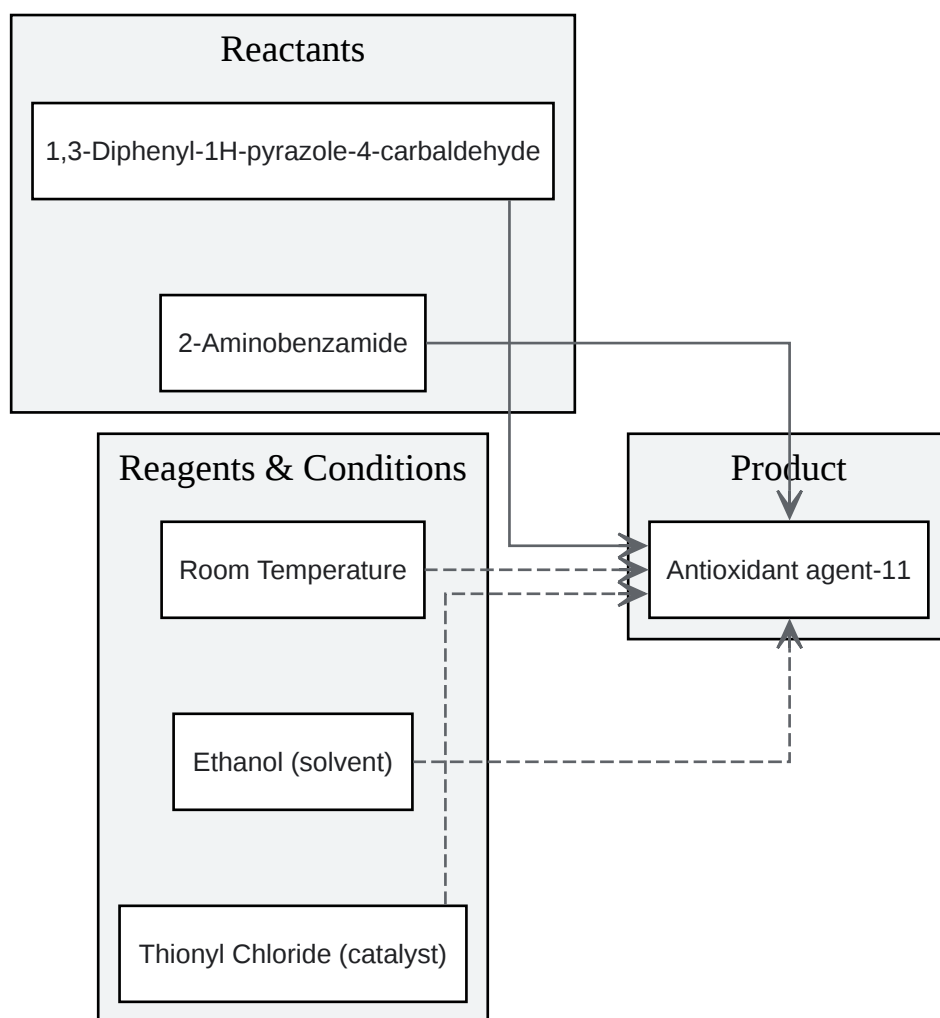 Reactants
1,3-Diphenyl-1H-pyrazole-4-carbaldehyde
2-Aminobenzamide
Reagents & Conditions
Room Temperature
Ethanol (solvent)
Thionyl Chloride (catalyst)
Product
Antioxidant agent-11